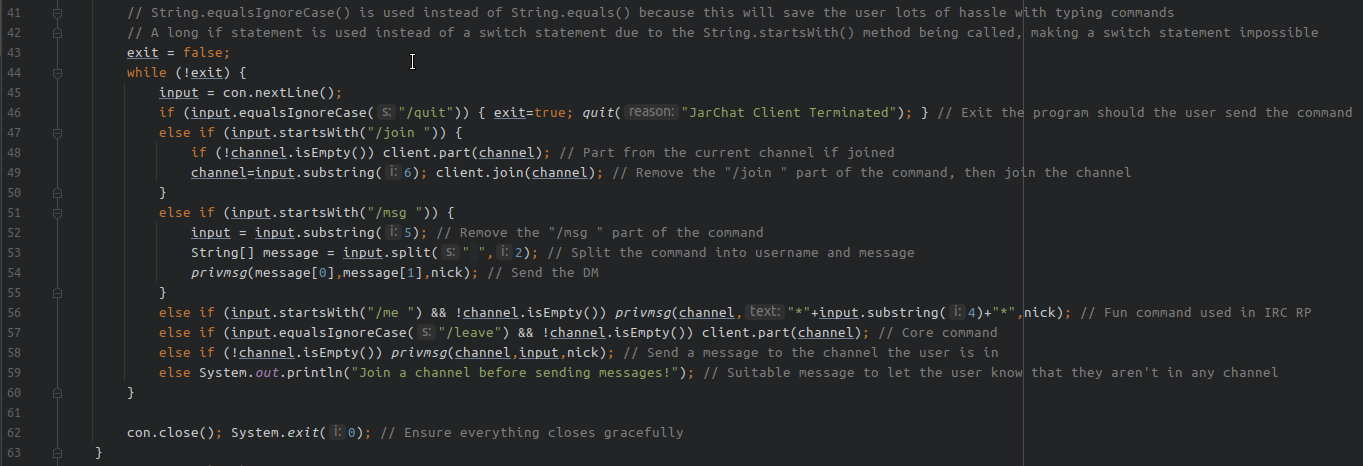 41 // String.equalsIgnoreCase() is used instead of String.equals() because this will save the user lots of hassle with typing commands
42 // A long if statement is used instead of a switch statement due to the String.startsWith() method being called, making a switch statement impossible
43 exit = false;
44 while (!exit) {
45 input = con.nextLine();
46 if (input.equalsIgnoreCase( s: "/quit")) { exit=true; quit( reason: "JarChat Client Terminated"); } // Exit the program should the user send the command
47 else if (input.startsWith("/join ")) {
48 if (!channel.isEmpty()) client.part(channel); // Part from the current channel if joined
49 channel=input.substring( i: 6); client.join(channel); // Remove the "/join " part of the command, then join the channel
50 }
51 else if (input.startsWith("/msg ")) {
52 input = input.substring( i: 5); // Remove the "/msg " part of the command
53 String[] message = input.split( s: " ", i: 2); // Split the command into username and message
54 privmsg(message[0],message[1],nick); // Send the DM
55 }
56 else if (input.startsWith("/me ") && !channel.isEmpty()) privmsg(channel, text: "*"+input.substring( i: 4)+"*",nick); // Fun command used in IRC RP
57 else if (input.equalsIgnoreCase( s: "/leave") && !channel.isEmpty()) client.part(channel); // Core command
58 else if (!channel.isEmpty()) privmsg(channel,input,nick); // Send a message to the channel the user is in
59 else System.out.println("Join a channel before sending messages!"); // Suitable message to let the user know that they aren't in any channel
60 }
61
62 con.close(); System.exit( i: 0); // Ensure everything closes gracefully
63 }